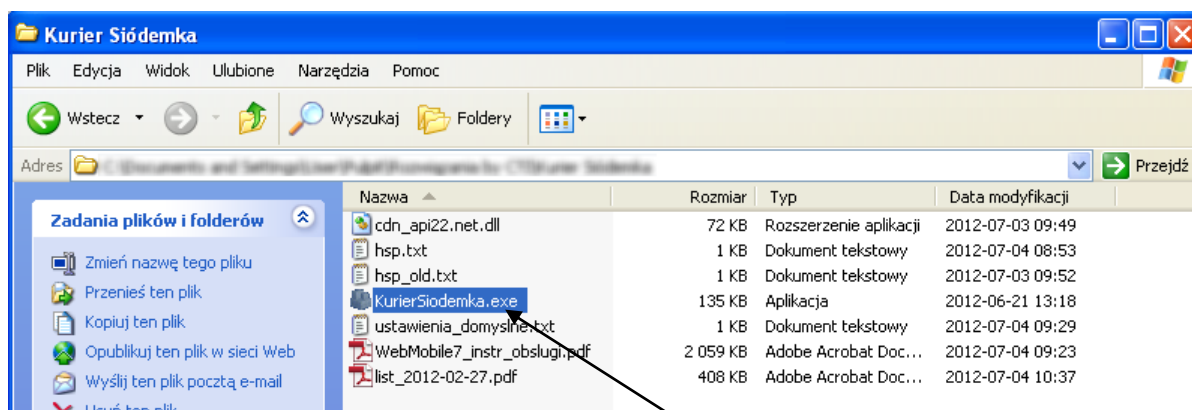 Kurier Siódemka
Plik Edycja Widok Ulubione Narzędzia Pomoc
Wstecz Wyszukaj Foldery
Adres Przejdź
Nazwa Rozmiar Typ Data modyfikacji
Zadania plików i folderów
Zmień nazwę tego pliku
Przenieś ten plik
Kopiuj ten plik
Opublikuj ten plik w sieci Web
Wyślij ten plik pocztą e-mail
Usuń ten plik
cdn_api22.net.dll 72 KB Rozszerzenie aplikacji 2012-07-03 09:49
hsp.txt 1 KB Dokument tekstowy 2012-07-04 08:53
hsp_old.txt 1 KB Dokument tekstowy 2012-07-03 09:52
KurierSiodemka.exe 135 KB Aplikacja 2012-06-21 13:18
ustawienia_domyslne.txt 1 KB Dokument tekstowy 2012-07-04 09:29
WebMobile7_instr_obslugi.pdf 2 059 KB Adobe Acrobat Doc... 2012-07-04 09:23
list_2012-02-27.pdf 408 KB Adobe Acrobat Doc... 2012-07-04 10:37